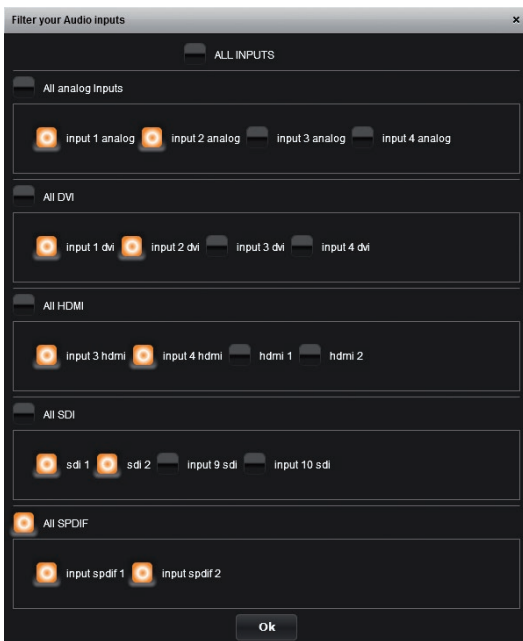 Filter your Audio inputs ×
ALL INPUTS
All analog Inputs
input 1 analog input 2 analog input 3 analog input 4 analog
All DVI
input 1 dvi input 2 dvi input 3 dvi input 4 dvi
All HDMI
input 3 hdmi input 4 hdmi hdmi 1 hdmi 2
All SDI
sdi 1 sdi 2 input 9 sdi input 10 sdi
All SPDIF
input spdif 1 input spdif 2
Ok